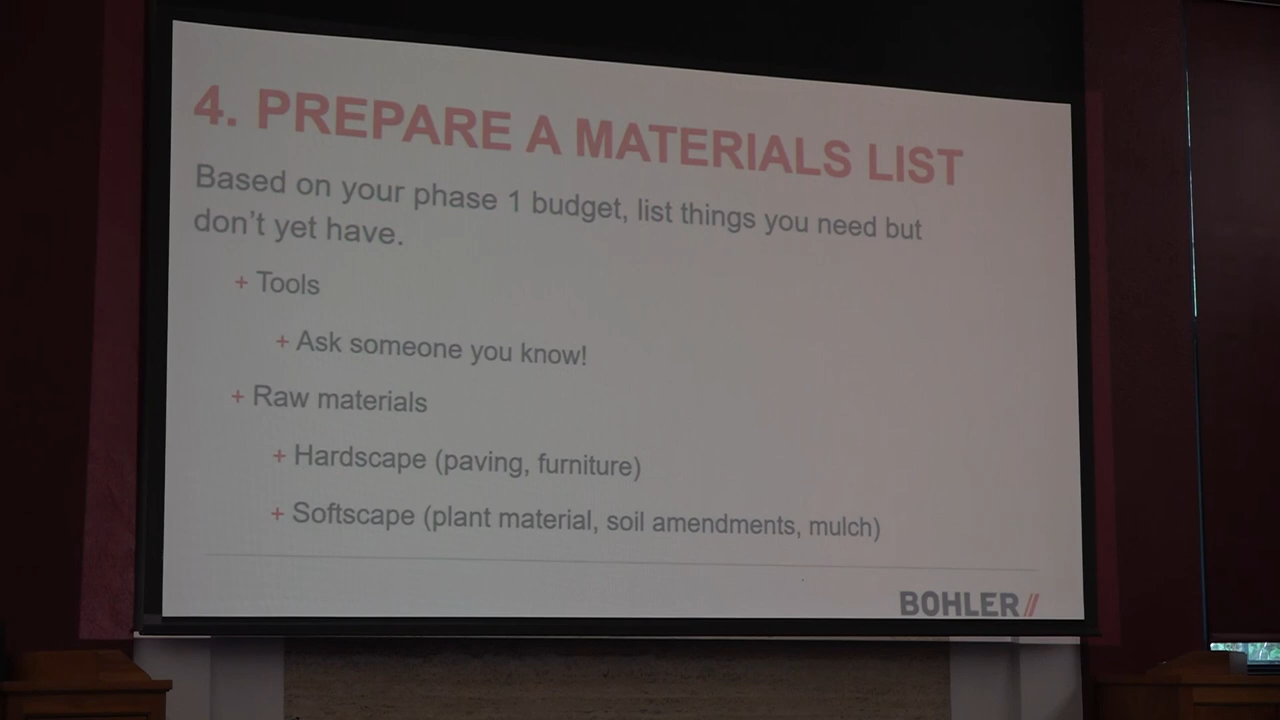 4. PREPARE A MATERIALS LIST
Based on your phase 1 budget, list things you need but
don't yet have.
+ Tools
+ Ask someone you know!
+ Raw materials
+ Hardscape (paving, furniture)
+ Softscape (plant material, soil amendments, mulch)
BOHLER//